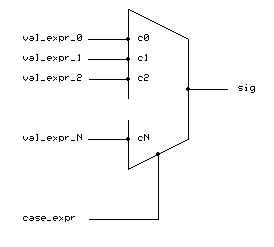 val_expr_0 c0
val_expr_1 c1
val_expr_2 c2
sig
val_expr_N cN
case_expr